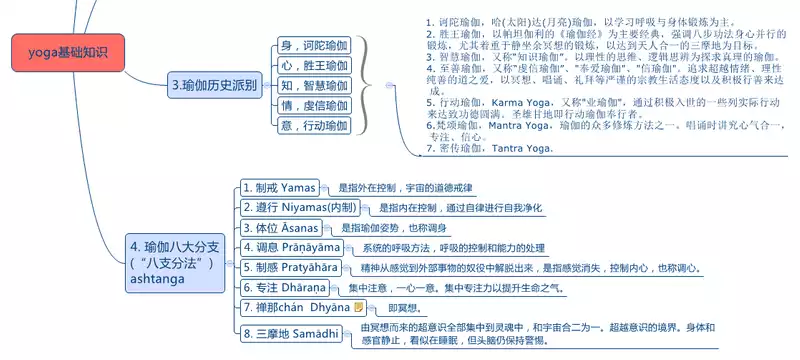 yoga基础知识
3.瑜伽历史派别
身，诃陀瑜伽
心，胜王瑜伽
知，智慧瑜伽
情，虔信瑜伽
意，行动瑜伽
1. 诃陀瑜伽，哈(太阳)达(月亮)瑜伽，以学习呼吸与身体锻炼为主。
2. 胜王瑜伽，以帕坦伽利的《瑜伽经》为主要经典，强调八步功法身心并行的
锻炼，尤其着重于静坐余冥想的锻炼，以达到天人合一的三摩地为目标。
3. 智慧瑜伽，又称"知识瑜伽"。以理性的思维、逻辑思辨为探求真理的瑜伽。
4. 至善瑜伽，又称"虔信瑜伽"、"奉爱瑜伽"、"信瑜伽"。追求超越情绪、理性
纯善的道之爱，以冥想、唱诵、礼拜等严谨的宗教生活态度以及积极行善来达
成。
5. 行动瑜伽，Karma Yoga，又称"业瑜伽"，通过积极入世的一些列实际行动
来达致功德圆满。圣雄甘地即行动瑜伽奉行者。
6.梵颂瑜伽，Mantra Yoga，瑜伽的众多修炼方法之一。唱诵时讲究心气合一，
专注、信心。
7. 密传瑜伽，Tantra Yoga.
4. 瑜伽八大分支
(“八支分法”)
ashtanga
1. 制戒 Yamas
是指外在控制，宇宙的道德戒律
2. 遵行 Niyamas(内制)
是指内在控制，通过自律进行自我净化
3. 体位 Āsanas
是指瑜伽姿势，也称调身
4. 调息 Prāṇāyāma
系统的呼吸方法，呼吸的控制和能力的处理
5. 制感 Pratyāhāra
精神从感觉到外部事物的奴役中解脱出来，是指感觉消失，控制内心，也称调心。
6. 专注 Dhāraṇa
集中注意，一心一意。集中专注力以提升生命之气。
7. 禅那chán Dhyāna
即冥想。
8. 三摩地 Samādhi
由冥想而来的超意识全部集中到灵魂中，和宇宙合二为一。超越意识的境界。身体和
感官静止，看似在睡眠，但头脑仍保持警惕。